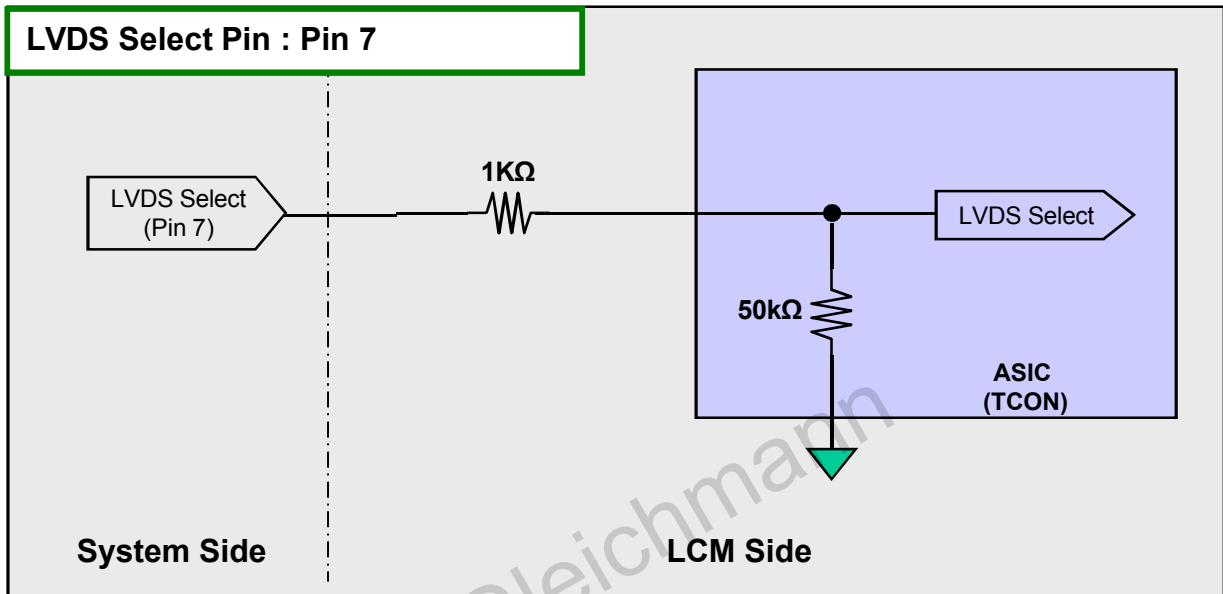 LVDS Select Pin : Pin 7
LVDS Select
(Pin 7)
1KΩ
LVDS Select
50kΩ
ASIC
(TCON)
Gleichmann
System Side
LCM Side